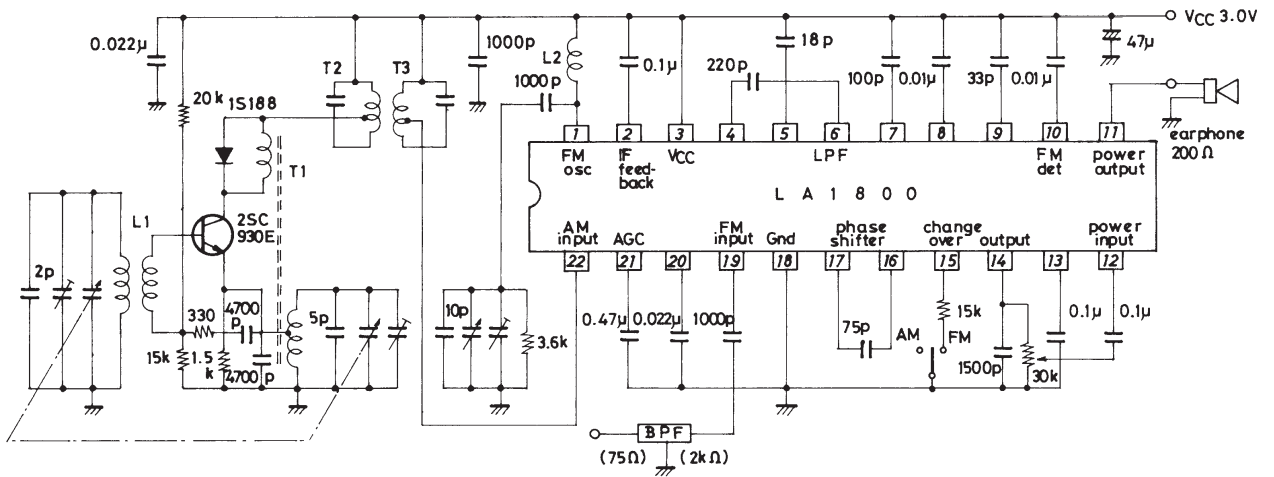 VCC 3.0V
0.022µ
1000p
L2
18p
47µ
T2
T3
0.1µ
220p
100p
0.01µ
33p
0.01µ
1000p
20k
1S188
1
2
3
4
5
6
7
8
9
10
11
earphone
200Ω
FM
osc
IF
feed-
back
VCC
LPF
FM
det
power
output
T1
LA1800
L1
2SC
930E
AM
input
AGC
FM
input
Gnd
phase
shifter
change
over
output
power
input
22
21
20
19
18
17
16
15
14
13
12
2p
330
4700
p
5p
10p
3.6k
0.47µ
0.022µ
1000p
75p
15k
AM
FM
0.1µ
0.1µ
15k
1.5
k
4700p
1500p
30k
BPF
(75Ω)
(2kΩ)